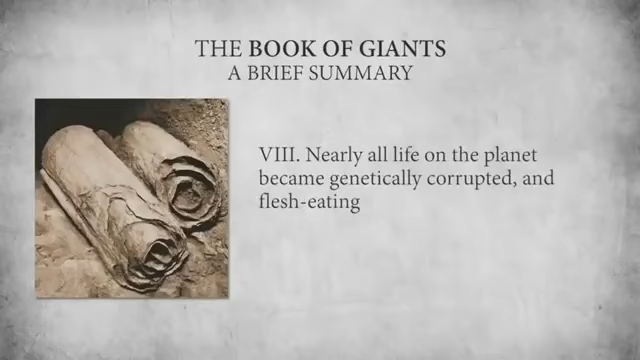 THE BOOK OF GIANTS
A BRIEF SUMMARY
VIII. Nearly all life on the planet
became genetically corrupted, and
flesh-eating